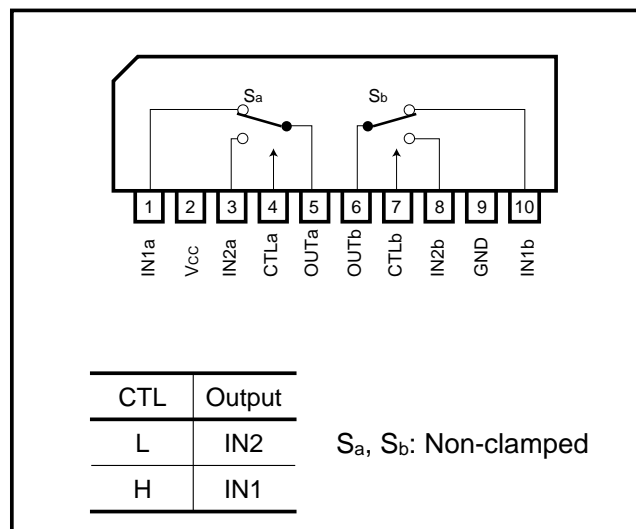 Sa Sb
1 2 3 4 5 6 7 8 9 10
IN1a
Vcc
IN2a
CTLa
OUTa
OUTb
CTLb
IN2b
GND
IN1b
CTL Output
L IN2
H IN1
Sa, Sb: Non-clamped